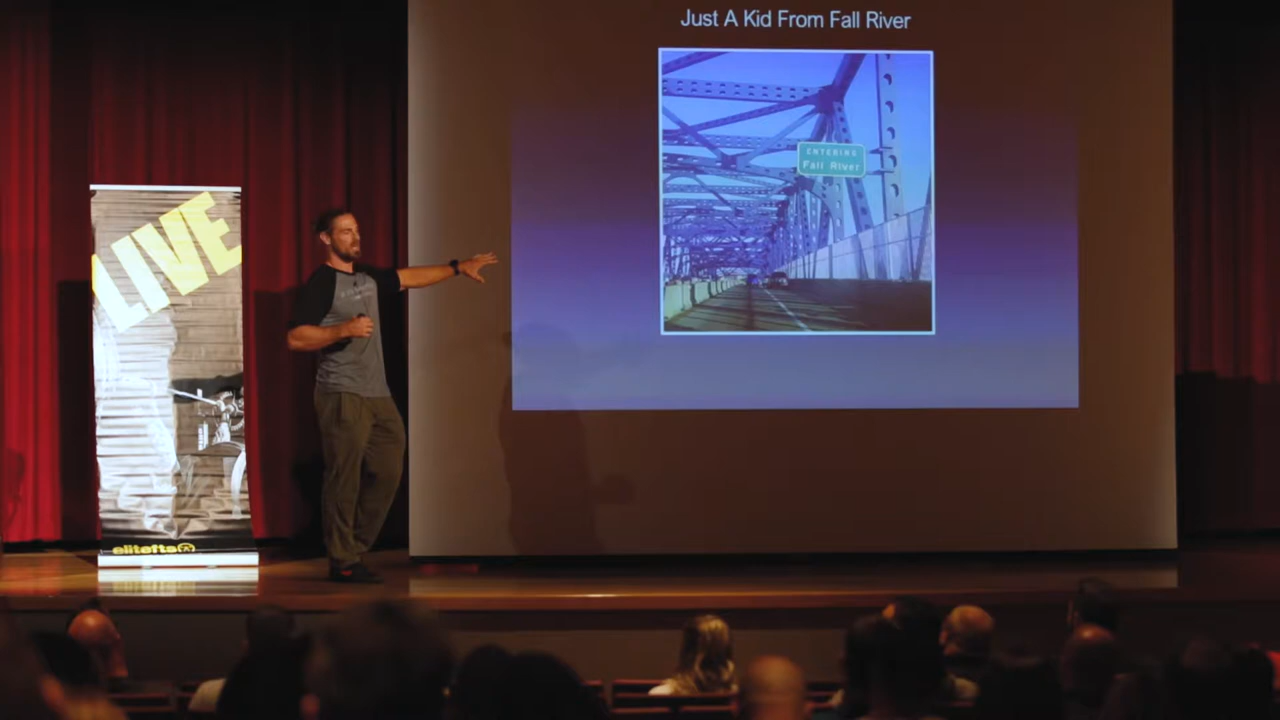 Just A Kid From Fall River
ENTERING
Fall River
LIVE
elitefts